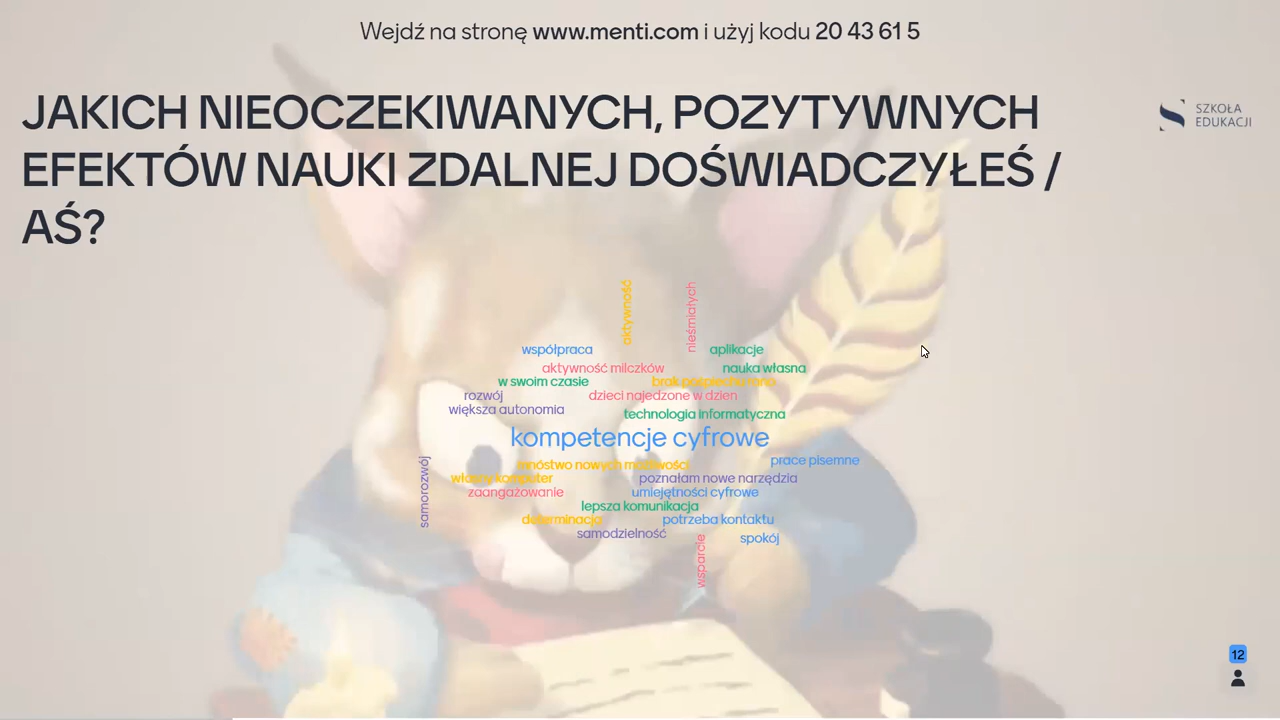 Wejdź na stronę www.menti.com i użyj kodu 20 43 61 5
JAKICH NIEOCZEKIWANYCH, POZYTYWNYCH
EFEKTÓW NAUKI ZDALNEJ DOŚWIADCZYŁEŚ /
AŚ?
SZKOŁA
EDUKACJI
aktywność
nieśmiałych
współpraca
aplikacje
aktywność milczków
nauka własna
w swoim czasie
brak pośpiechu rano
rozwój
dzieci najedzone w dzien
większa autonomia
technologia informatyczna
kompetencje cyfrowe
samorozwój
mnóstwo nowych możliwości
prace pisemne
własny komputer
poznałam nowe narzędzia
zaangażowanie
umiejętności cyfrowe
lepsza komunikacja
determinacja
potrzeba kontaktu
samodzielność
spokój
wsparcie
12